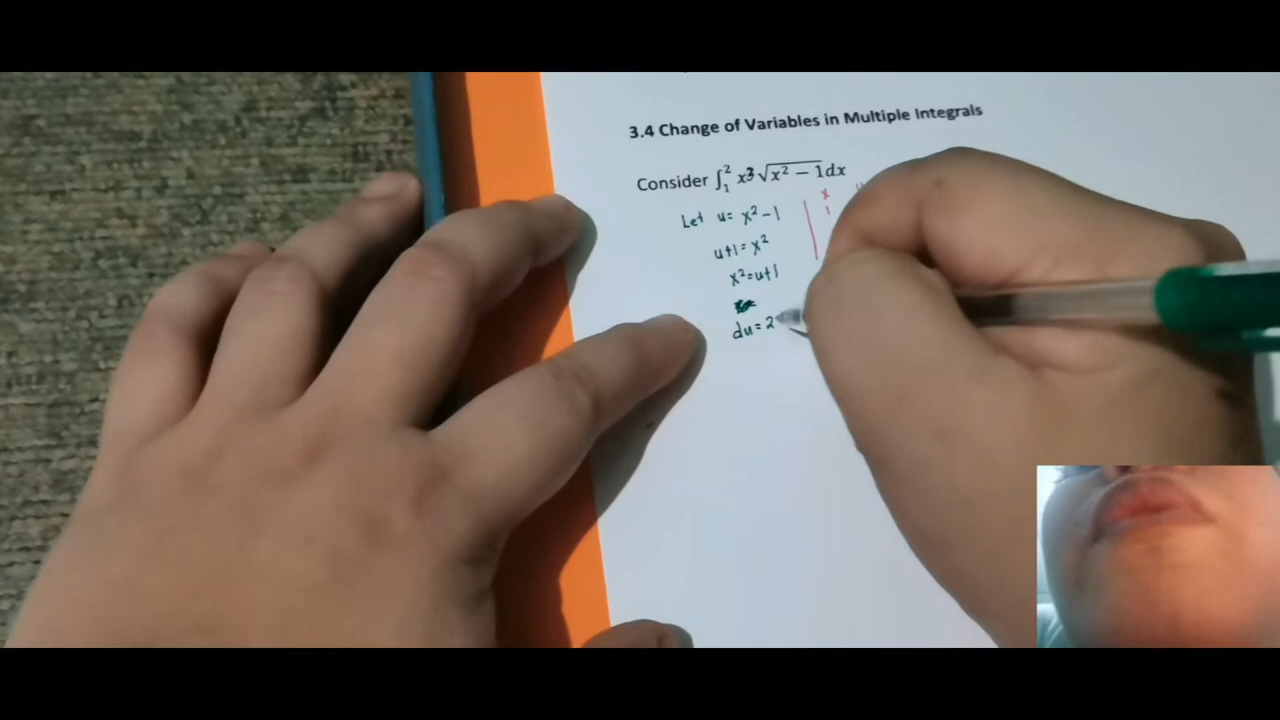 3.4 Change of Variables in Multiple Integrals
Consider ∫₁² x³√(x² − 1) dx
Let u = x² − 1
u+1 = x²
x² = u+1
du = 2
x
1